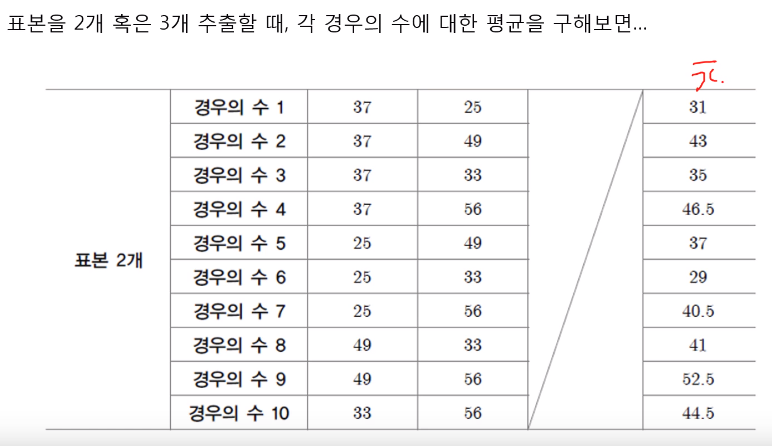 표본을 2개 혹은 3개 추출할 때, 각 경우의 수에 대한 평균을 구해보면...
x̄.
경우의 수 1 37 25 31
경우의 수 2 37 49 43
경우의 수 3 37 33 35
경우의 수 4 37 56 46.5
경우의 수 5 25 49 37
표본 2개
경우의 수 6 25 33 29
경우의 수 7 25 56 40.5
경우의 수 8 49 33 41
경우의 수 9 49 56 52.5
경우의 수 10 33 56 44.5